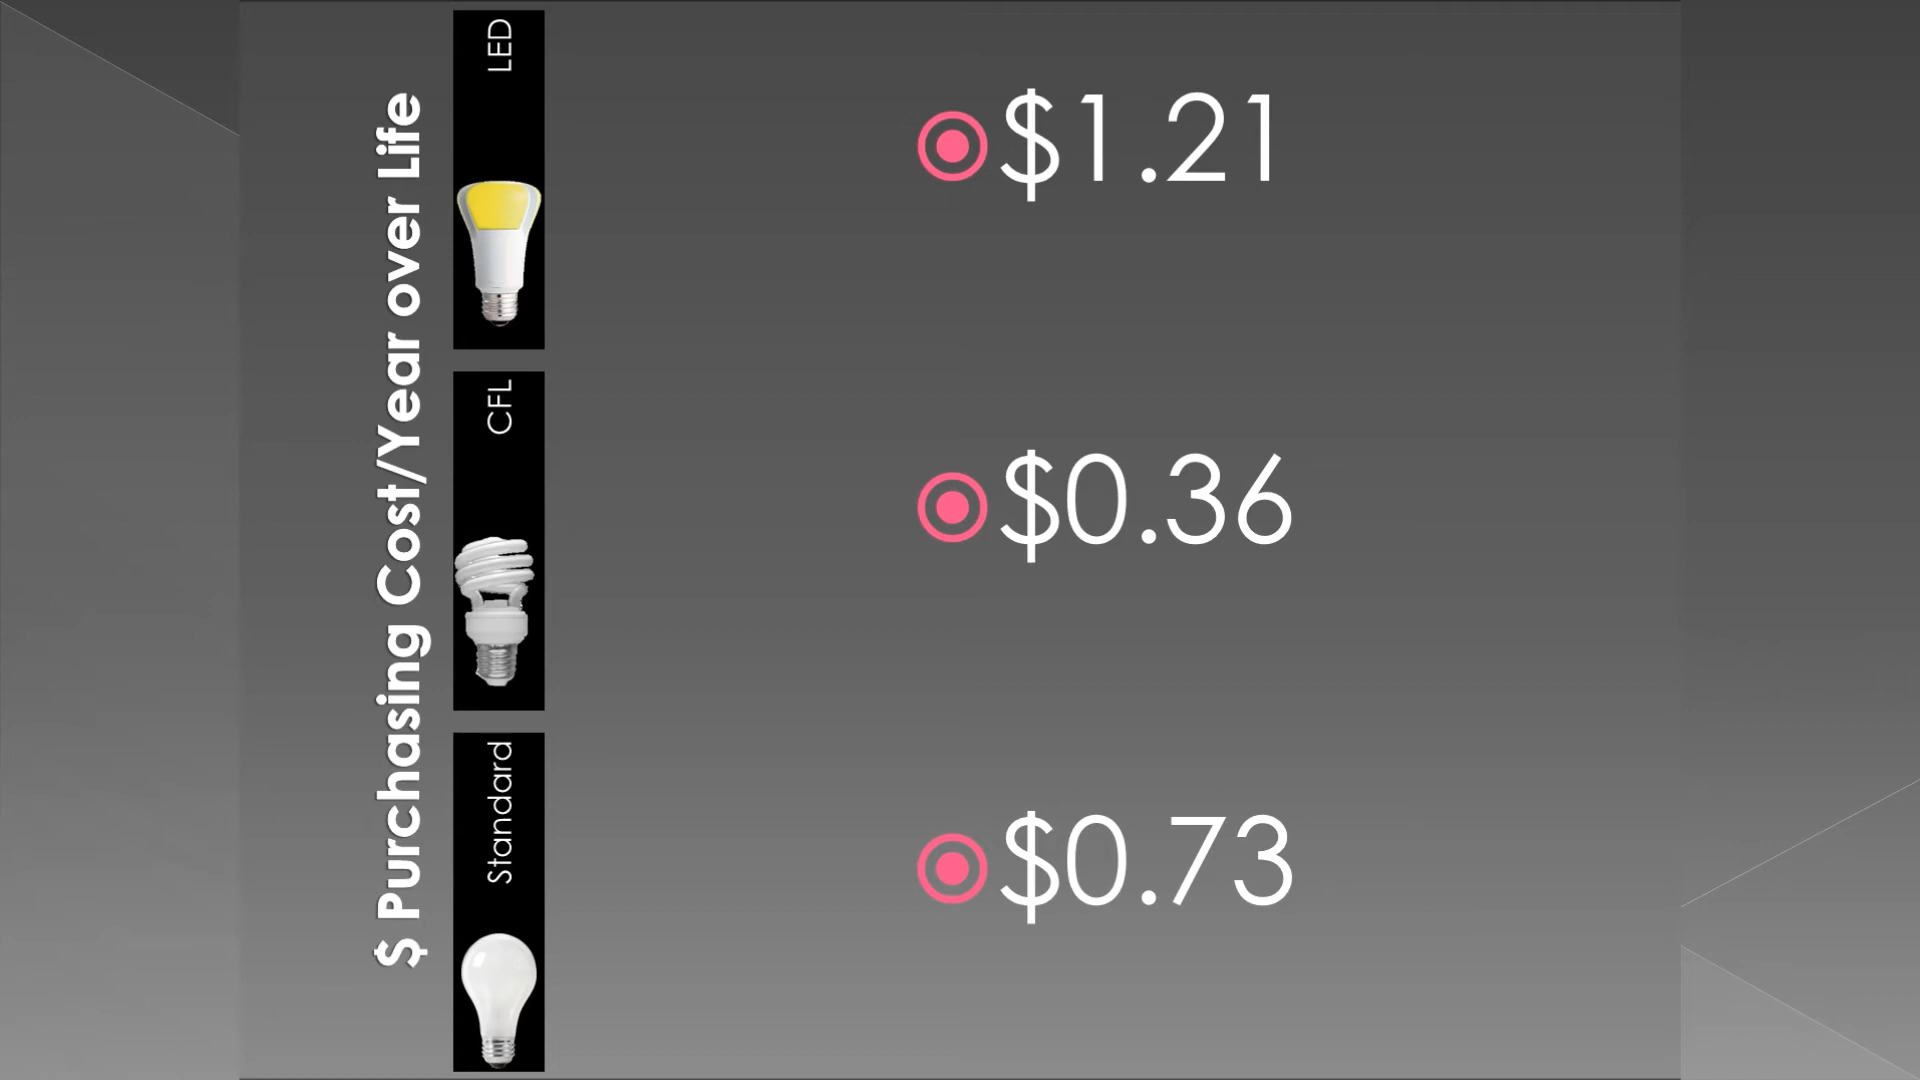 $ Purchasing Cost/Year over Life
LED
$1.21
CFL
$0.36
Standard
$0.73